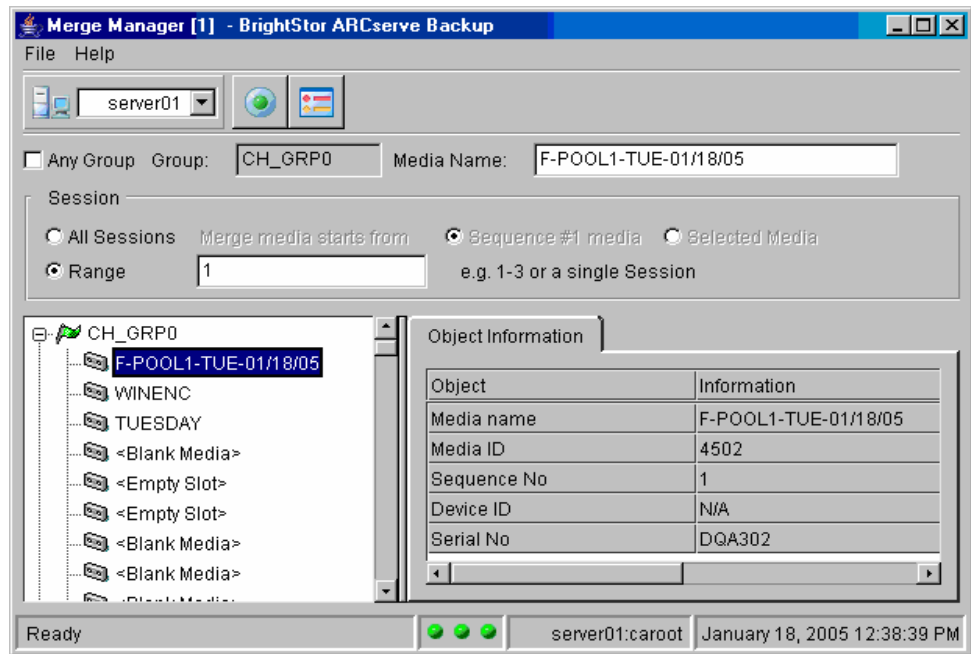 Merge Manager [1] - BrightStor ARCserve Backup
File Help
server01
Any Group Group: CH_GRP0 Media Name: F-POOL1-TUE-01/18/05
Session
All Sessions Merge media starts from Sequence #1 media Selected Media
Range 1 e.g. 1-3 or a single Session
CH_GRP0
F-POOL1-TUE-01/18/05
WINENC
TUESDAY
<Blank Media>
<Empty Slot>
<Empty Slot>
<Blank Media>
<Blank Media>
Object Information
Object Information
Media name F-POOL1-TUE-01/18/05
Media ID 4502
Sequence No 1
Device ID N/A
Serial No DQA302
Ready server01:caroot January 18, 2005 12:38:39 PM